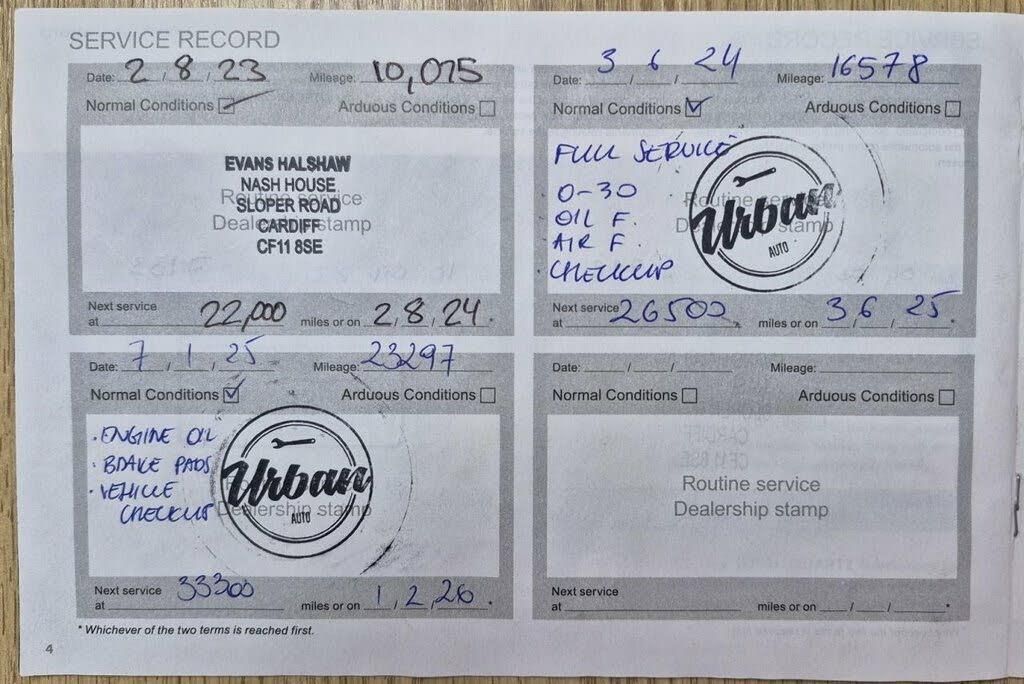 SERVICE RECORD
Date: 2 / 8 / 23 Mileage: 10,075
Normal Conditions Arduous Conditions
EVANS HALSHAW
NASH HOUSE
Routine service
SLOPER ROAD
Dealership stamp
CARDIFF
CF11 8SE
Next service
at 22,000 miles or on 2 / 8 / 24 .
Date: 3 / 6 / 24 Mileage: 16578
Normal Conditions Arduous Conditions
FULL SERVICE
0-30
OIL F.
AIR F.
CHECKUP
Routine service
Dealership stamp
Urban
AUTO
Next service 26500
at miles or on 3 / 6 / 25 .
Date: 7 / 1 / 25 Mileage: 23297
Normal Conditions Arduous Conditions
· ENGINE OIL
· BRAKE PADS
· VEHICLE
Urban
AUTO
Dealership stamp
Next service 33300
at miles or on 1 / 2 / 26 .
Date: / / Mileage:
Normal Conditions Arduous Conditions
Routine service
Dealership stamp
Next service
at miles or on / / *
* Whichever of the two terms is reached first.
4